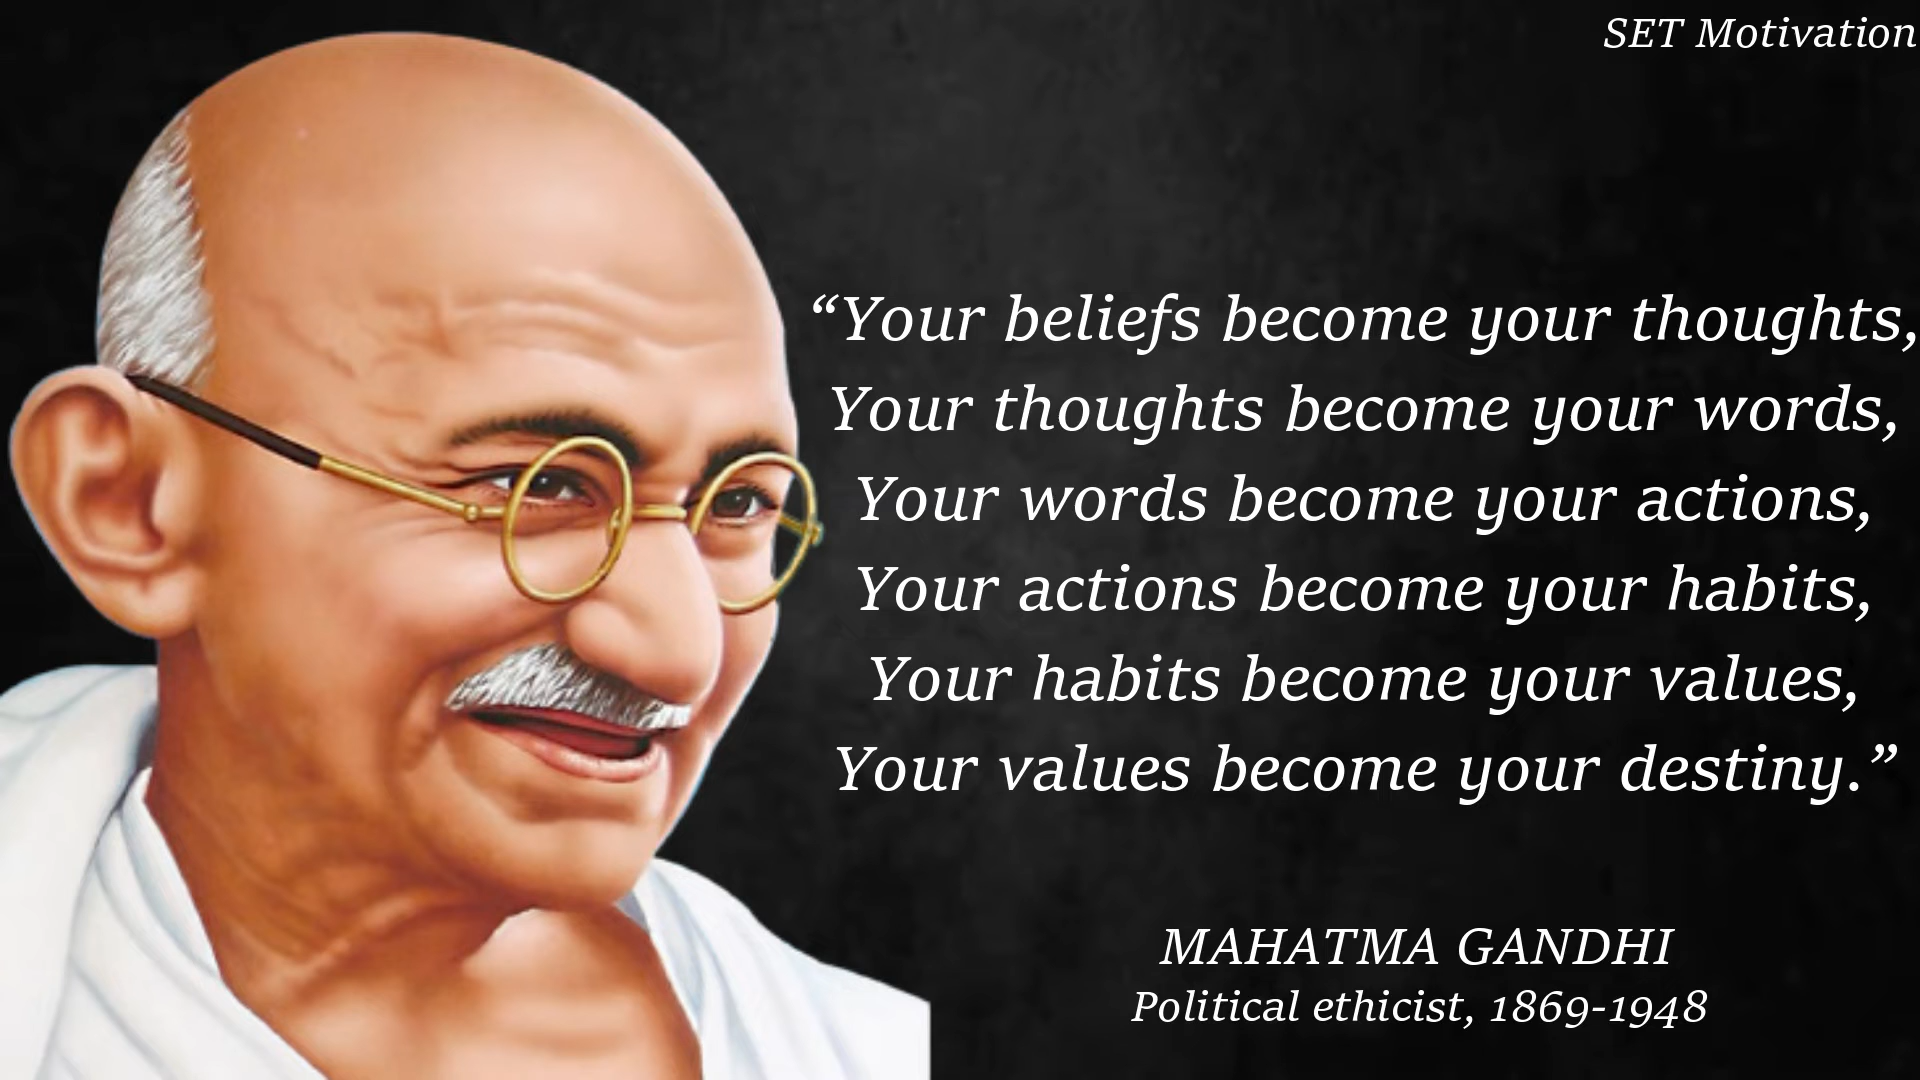 SET Motivation
“Your beliefs become your thoughts,
Your thoughts become your words,
Your words become your actions,
Your actions become your habits,
Your habits become your values,
Your values become your destiny.”
MAHATMA GANDHI
Political ethicist, 1869-1948